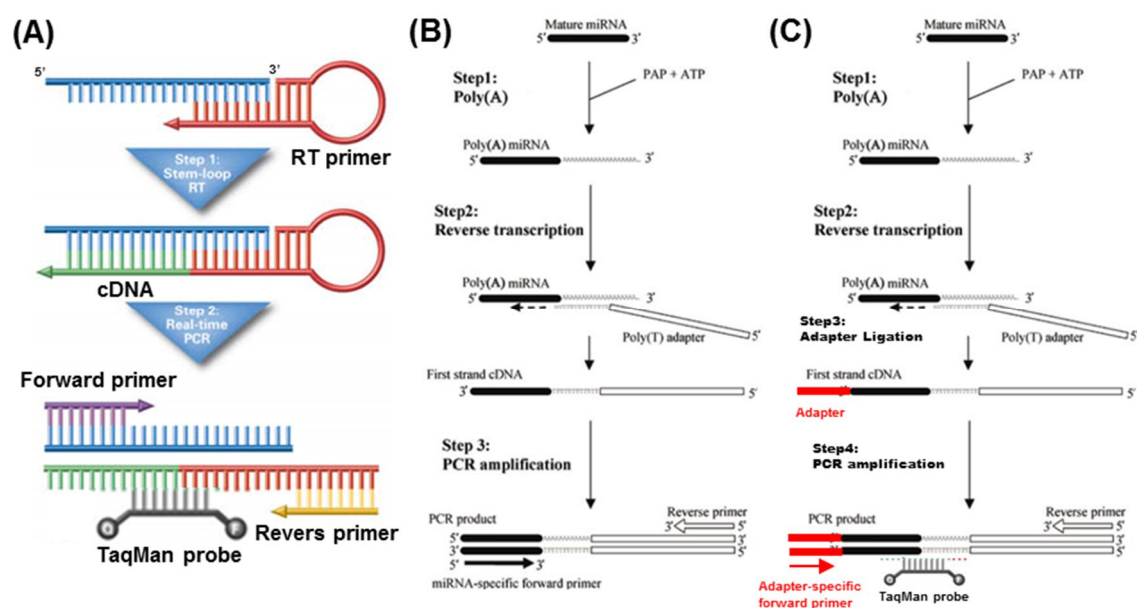 (A)
5'
3'
RT primer
Step 1:
Stem-loop
RT
cDNA
Step 2:
Real-time
PCR
Forward primer
Revers primer
TaqMan probe
(B)
Mature miRNA
5'
3'
Step1:
Poly(A)
PAP + ATP
Poly(A) miRNA
5'
3'
Step2:
Reverse transcription
Poly(A) miRNA
5'
3'
Poly(T) adapter
5'
First strand cDNA
3'
5'
Step 3:
PCR amplification
Reverse primer
3'
5'
PCR product
5'
3'
3'
5'
5'
3'
miRNA-specific forward primer
(C)
Mature miRNA
5'
3'
Step1:
Poly(A)
PAP + ATP
Poly(A) miRNA
5'
3'
Step2:
Reverse transcription
Poly(A) miRNA
5'
3'
Step3:
Adapter Ligation
Poly(T) adapter
5'
First strand cDNA
3'
5'
Adapter
Step4:
PCR amplification
Reverse primer
3'
5'
PCR product
3'
5'
Adapter-specific
forward primer
TaqMan probe